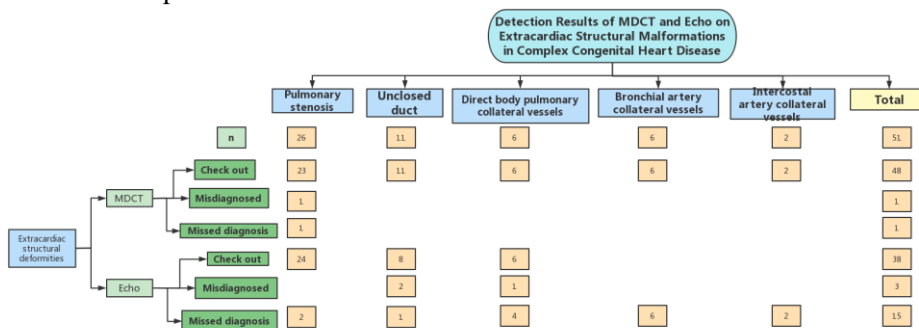 Detection Results of MDCT and Echo on
Extracardiac Structural Malformations
in Complex Congenital Heart Disease
Pulmonary
stenosis
Unclosed
duct
Direct body pulmonary
collateral vessels
Bronchial artery
collateral vessels
Intercostal
artery collateral
vessels
Total
n
26
11
6
6
2
51
Check out
23
11
6
6
2
48
MDCT
Misdiagnosed
1
1
Missed diagnosis
1
1
Extracardiac
structural
deformities
Check out
24
8
6
38
Echo
Misdiagnosed
2
1
3
Missed diagnosis
2
1
4
6
2
15